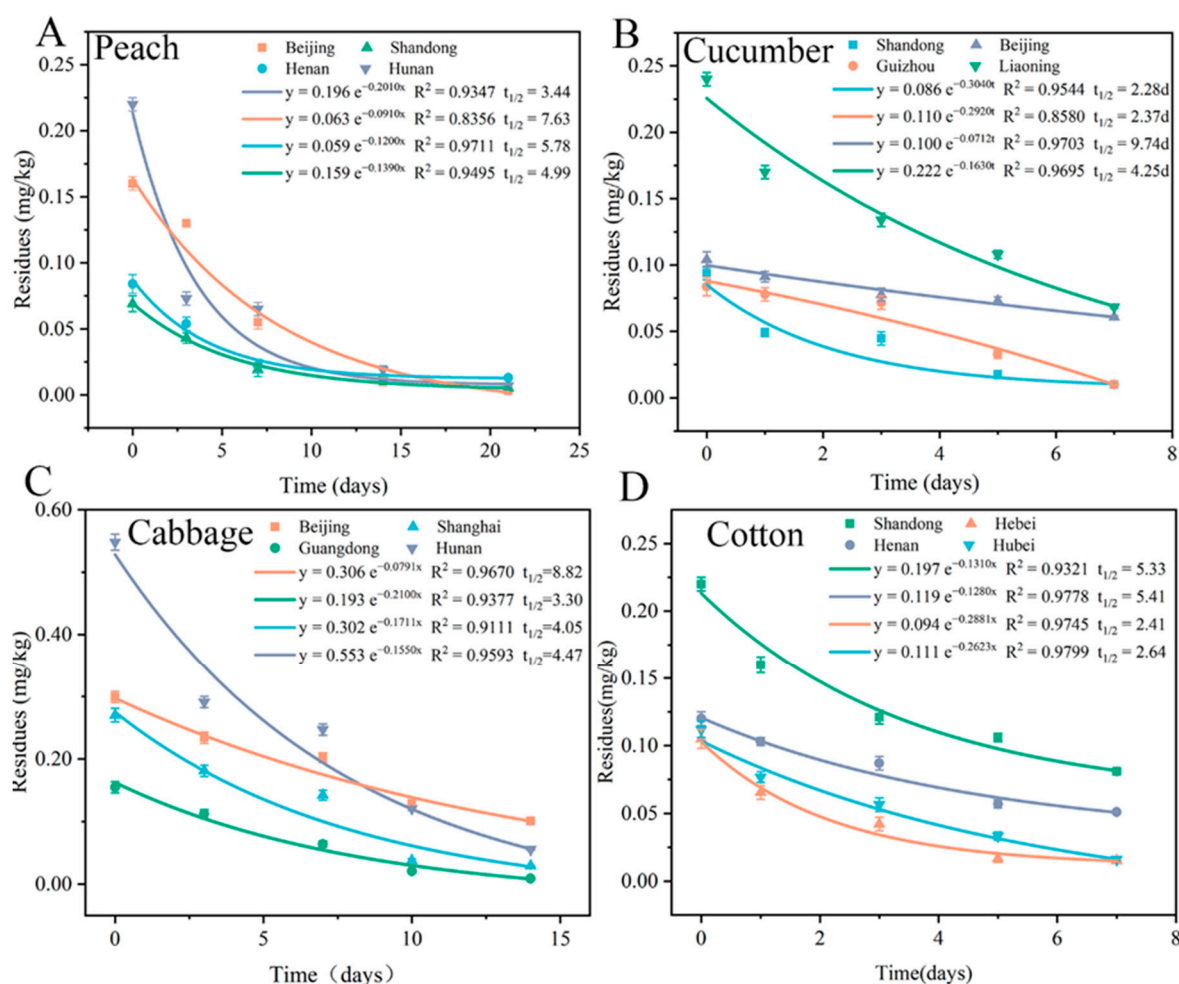 A Peach
Beijing Shandong
Henan Hunan
y = 0.196 e^−0.2010x R² = 0.9347 t1/2 = 3.44
y = 0.063 e^−0.0910x R² = 0.8356 t1/2 = 7.63
y = 0.059 e^−0.1200x R² = 0.9711 t1/2 = 5.78
y = 0.159 e^−0.1390x R² = 0.9495 t1/2 = 4.99
0.25
0.20
0.15
0.10
0.05
0.00
Residues (mg/kg)
0 5 10 15 20 25
Time (days)
B Cucumber
Shandong Beijing
Guizhou Liaoning
y = 0.086 e^−0.3040t R² = 0.9544 t1/2 = 2.28d
y = 0.110 e^−0.2920t R² = 0.8580 t1/2 = 2.37d
y = 0.100 e^−0.0712t R² = 0.9703 t1/2 = 9.74d
y = 0.222 e^−0.1630t R² = 0.9695 t1/2 = 4.25d
0.25
0.20
0.15
0.10
0.05
0.00
Residues (mg/kg)
0 2 4 6 8
Time (days)
C Cabbage
Beijing Shanghai
Guangdong Hunan
y = 0.306 e^−0.0791x R² = 0.9670 t1/2=8.82
y = 0.193 e^−0.2100x R² = 0.9377 t1/2=3.30
y = 0.302 e^−0.1711x R² = 0.9111 t1/2=4.05
y = 0.553 e^−0.1550x R² = 0.9593 t1/2=4.47
0.60
0.40
0.20
0.00
Residues (mg/kg)
0 5 10 15
Time（days）
D Cotton
Shandong Hebei
Henan Hubei
y = 0.197 e^−0.1310x R² = 0.9321 t1/2 = 5.33
y = 0.119 e^−0.1280x R² = 0.9778 t1/2 = 5.41
y = 0.094 e^−0.2881x R² = 0.9745 t1/2 = 2.41
y = 0.111 e^−0.2623x R² = 0.9799 t1/2 = 2.64
0.25
0.20
0.15
0.10
0.05
0.00
Residues(mg/kg)
0 2 4 6 8
Time(days)